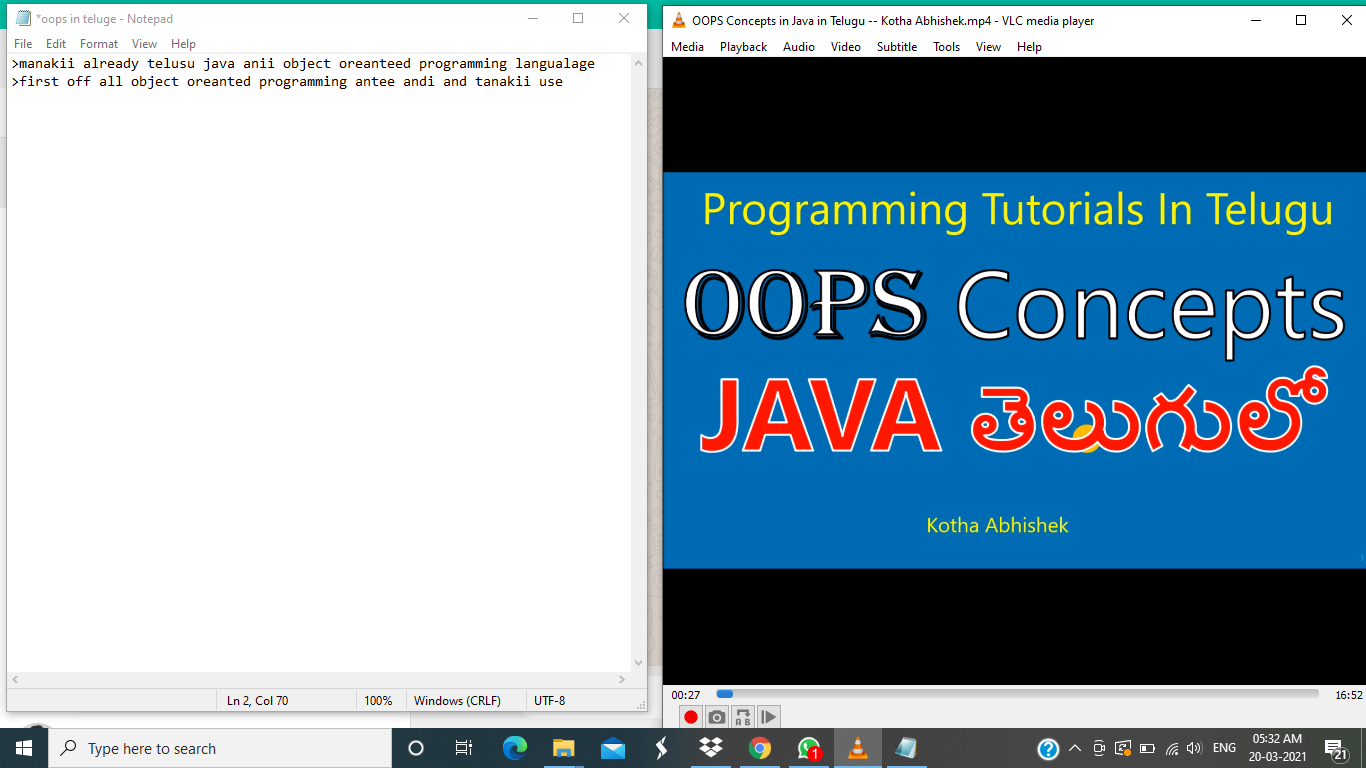 *oops in teluge - Notepad
File Edit Format View Help
>manakii already telusu java anii object oreanteed programming langualage
>first off all object oreanted programming antee andi and tanakii use
Ln 2, Col 70 100% Windows (CRLF) UTF-8
OOPS Concepts in Java in Telugu -- Kotha Abhishek.mp4 - VLC media player
Media Playback Audio Video Subtitle Tools View Help
Programming Tutorials In Telugu
OOPS Concepts
JAVA తెలుగులో
Kotha Abhishek
1
00:27 16:52
A B
Type here to search
1
ENG
05:32 AM
20-03-2021
21